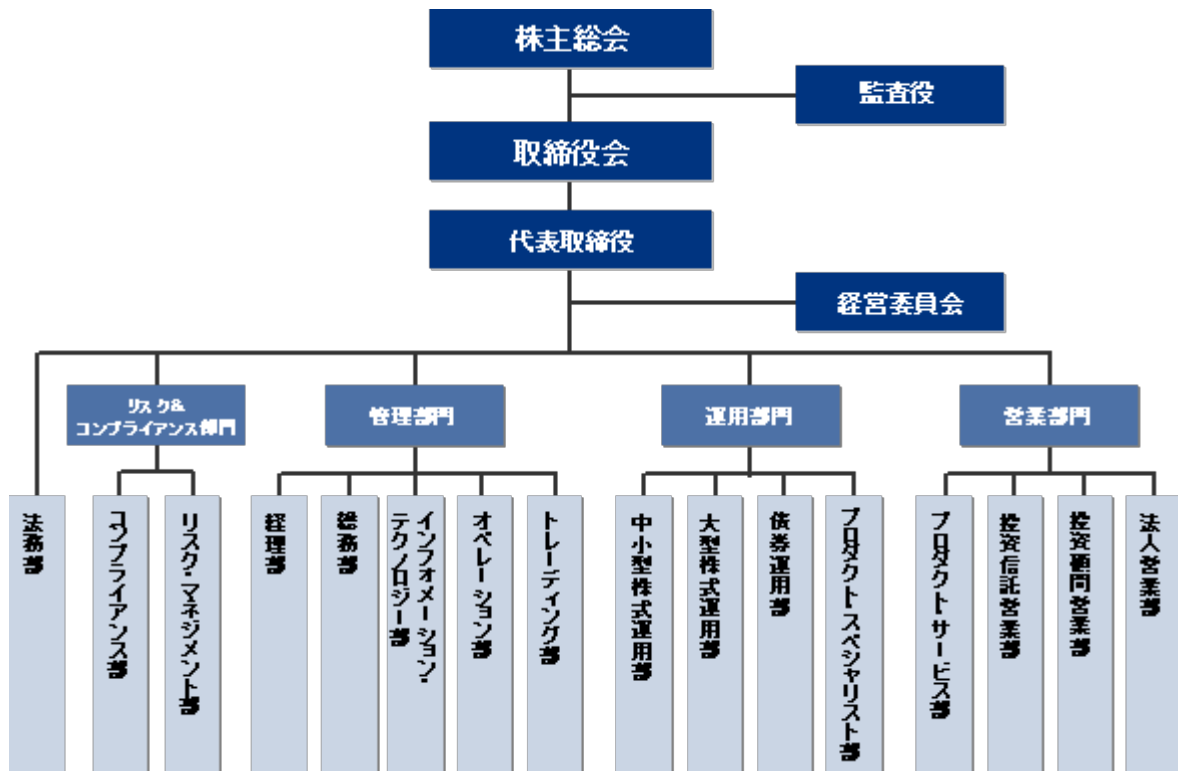 株主総会
監査役
取締役会
代表取締役
経営委員会
リスク&
コンプライアンス部門
管理部門
運用部門
営業部門
法務部
コンプライアンス部
リスク・マネジメント部
経理部
総務部
インフォメーション・
テクノロジー部
オペレーション部
トレーディング部
中小型株式運用部
大型株式運用部
債券運用部
プロダクト・スペシャリスト部
プロダクト・サービス部
投資信託営業部
投資顧問営業部
法人営業部